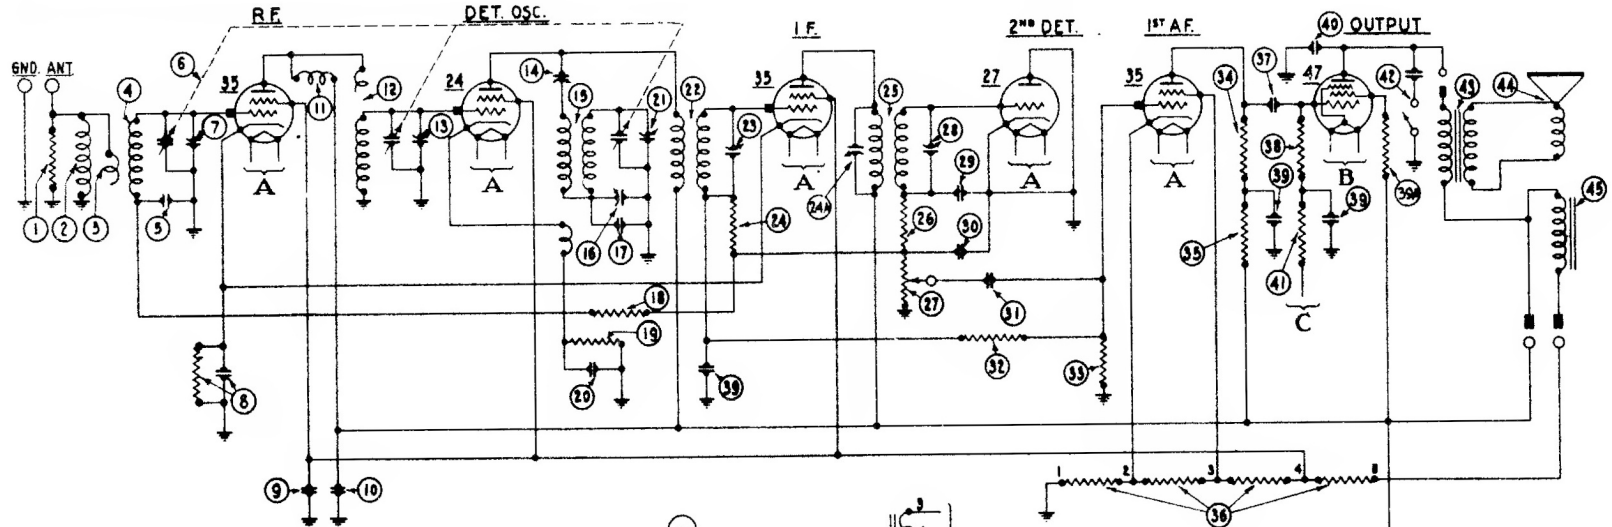 R.F. DET. OSC. I.F. 2ND DET. 1ST A.F. OUTPUT
GND. ANT.
35 24 35 27 35 47
1 2 3 4 5 6 7 8 9 10 11 12 13 14 15 16 17 18 19 20 21 22 23 24 24A 25 26 27 28 29 30 31 32 33 34 35 36 37 38 39 39 39 39A 40 41 42 43 44 45
A A A A A B
C
1 2 3 4 5
9